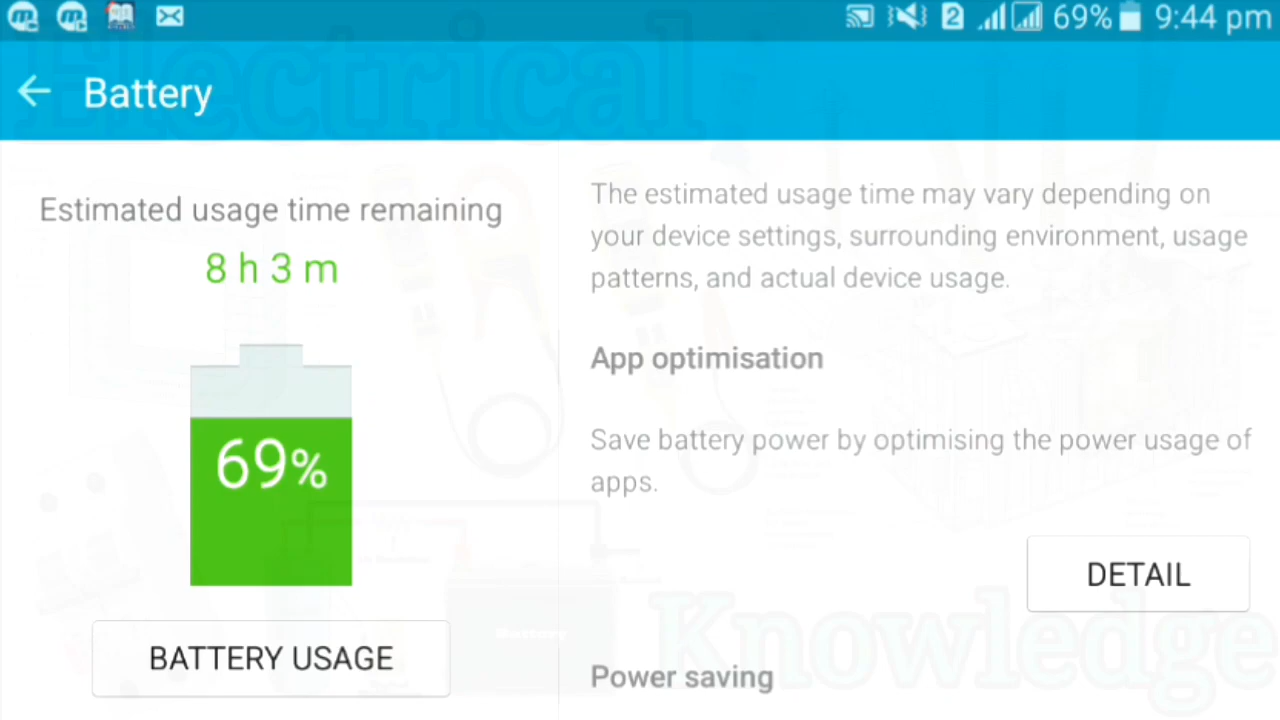 2 69% 9:44 pm
Electrical
Battery
Estimated usage time remaining
8 h 3 m
69%
BATTERY USAGE
The estimated usage time may vary depending on
your device settings, surrounding environment, usage
patterns, and actual device usage.
App optimisation
Save battery power by optimising the power usage of
apps.
DETAIL
Power saving
Knowledge
Battery